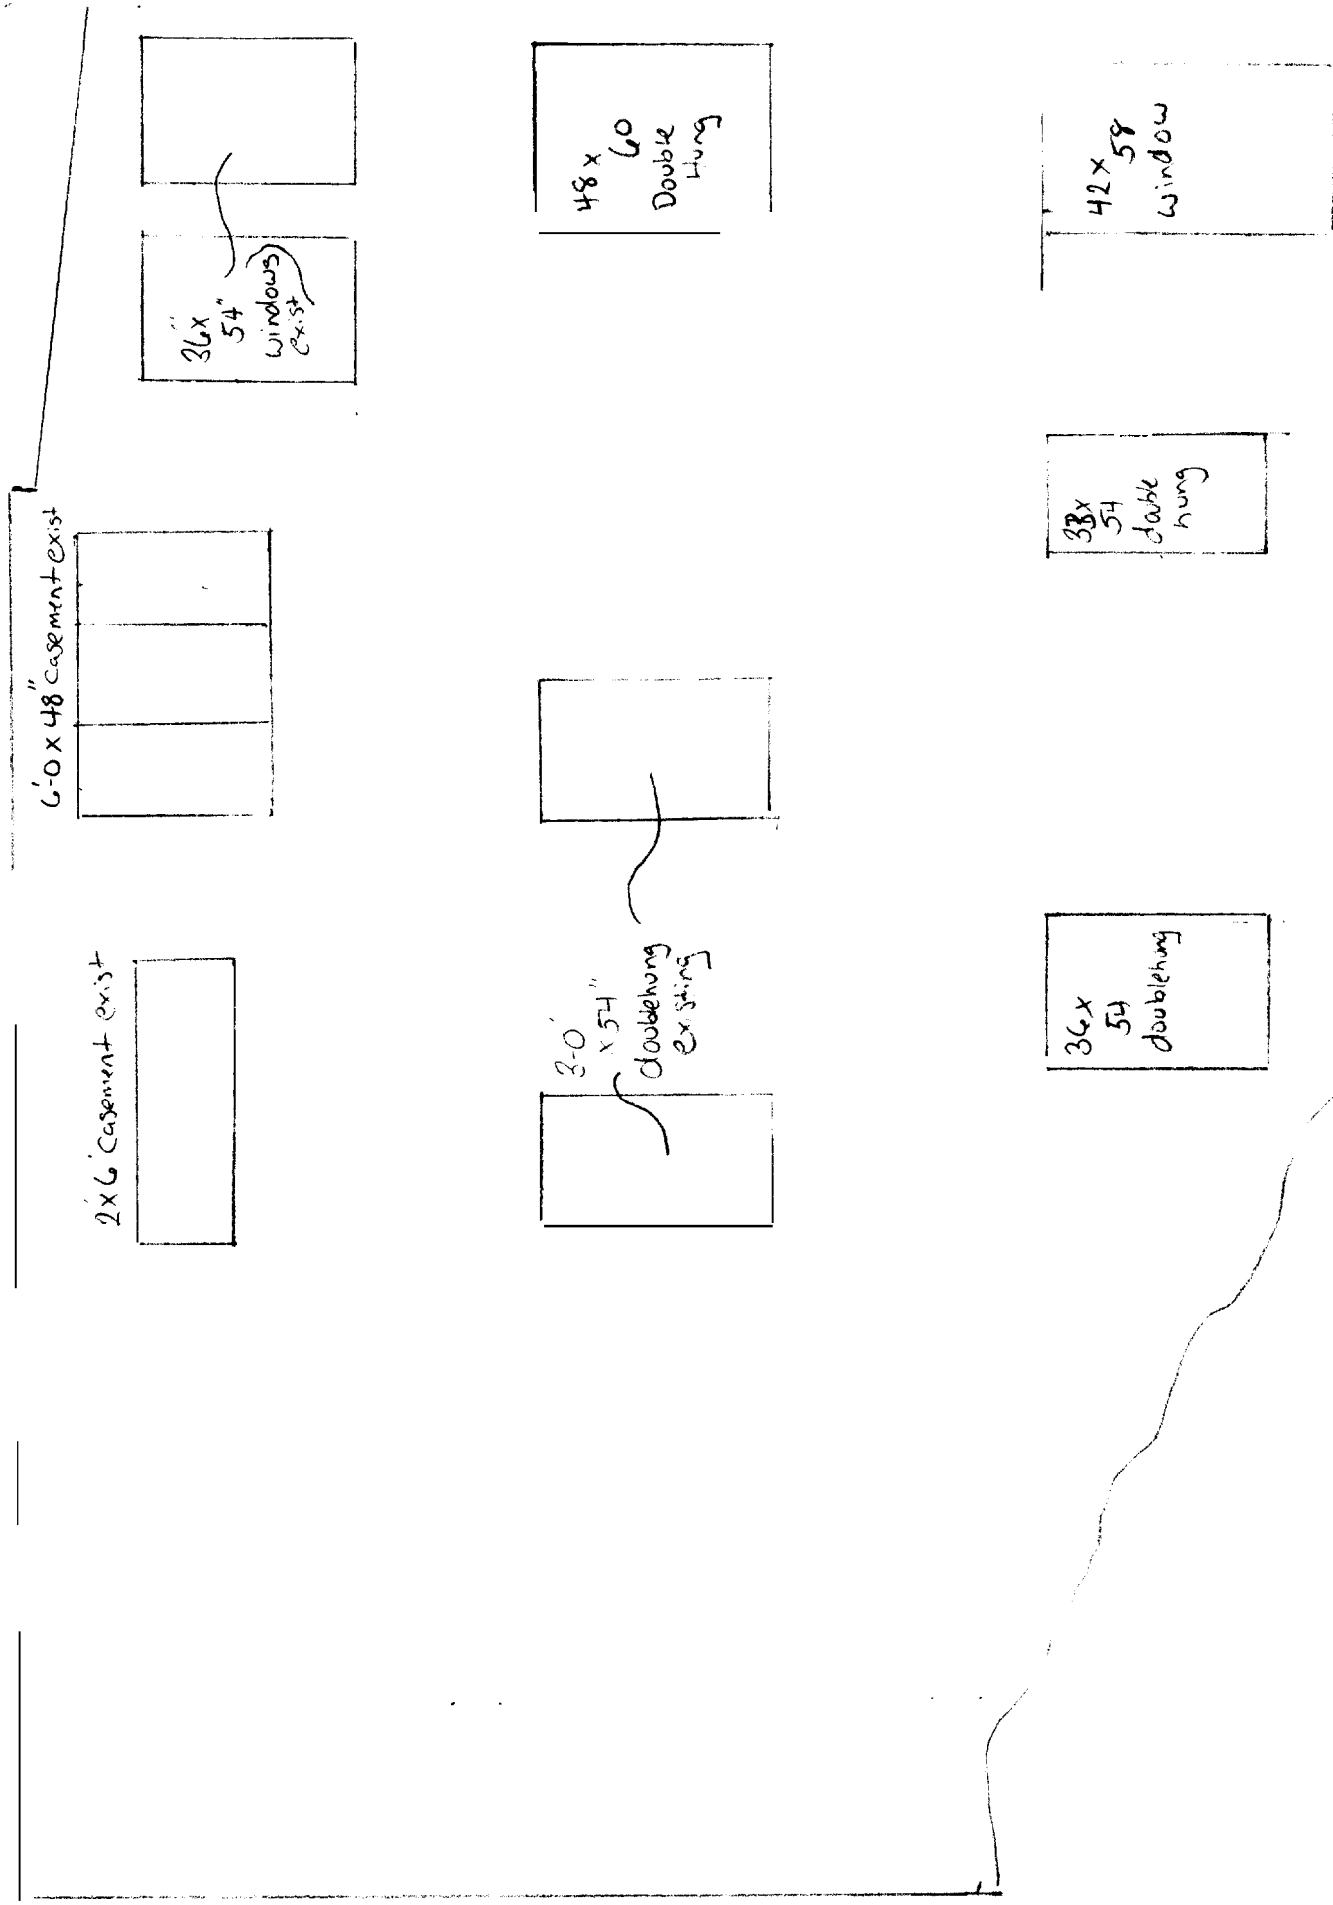 2'x6' casement exist
6'-0 x 48" casement exist
36" x
54"
windows
exist
3-0'
x 54"
doublehung
existing
48 x
60
Double
Hung
36x
54
doublehung
54
double
hung
42 x
58
window